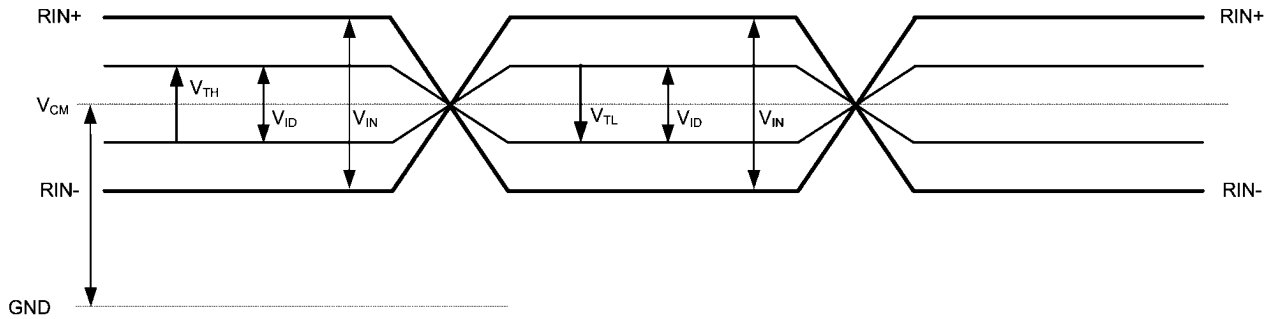 RIN+
RIN+
VTH
VCM
VID
VIN
VTL
VID
VIN
RIN-
RIN-
GND